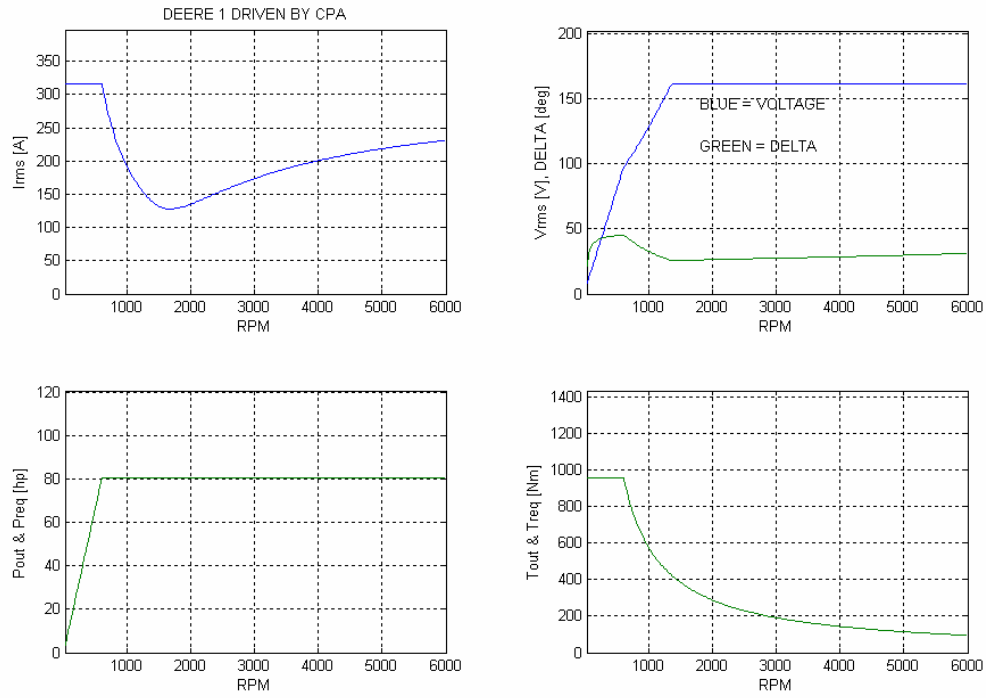 DEERE 1 DRIVEN BY CPA
Irms [A]
350
300
250
200
150
100
50
0
1000 2000 3000 4000 5000 6000
RPM
Vrms [V], DELTA [deg]
200
150
100
50
0
BLUE = VOLTAGE
GREEN = DELTA
1000 2000 3000 4000 5000 6000
RPM
Pout & Preq [hp]
120
100
80
60
40
20
0
1000 2000 3000 4000 5000 6000
RPM
Tout & Treq [Nm]
1400
1200
1000
800
600
400
200
0
1000 2000 3000 4000 5000 6000
RPM